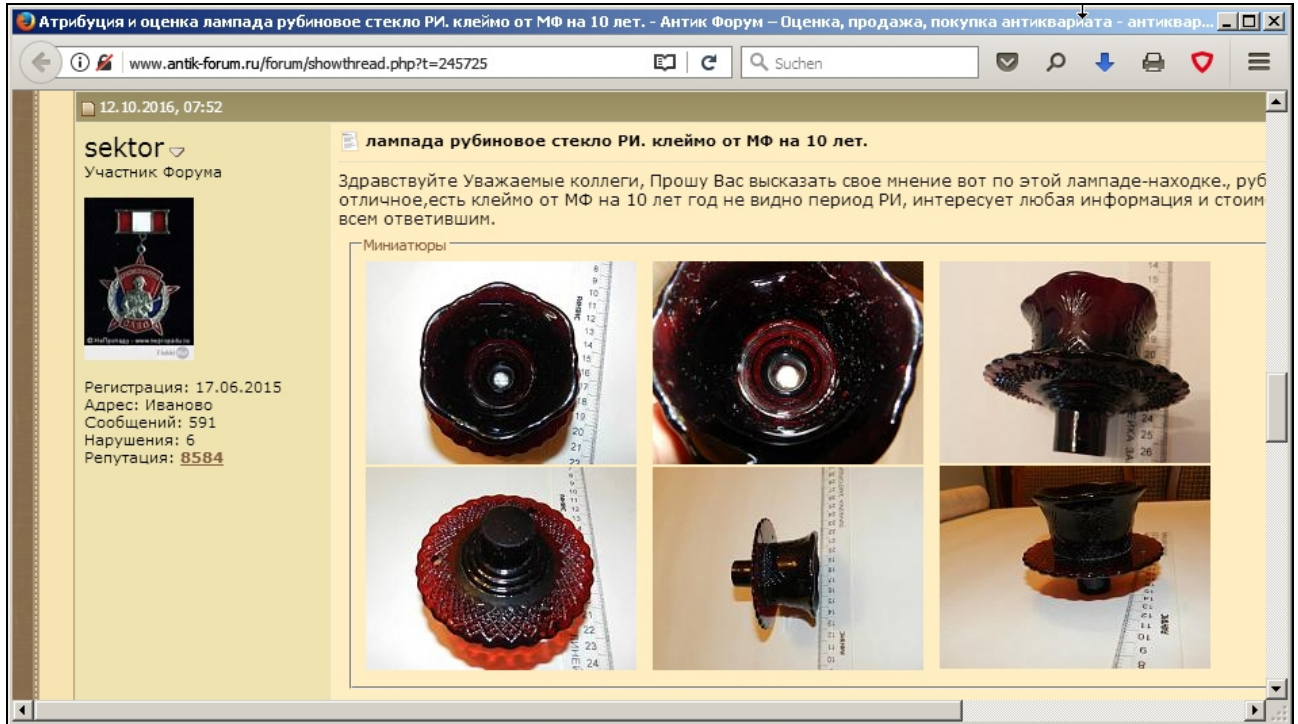 Атрибуция и оценка лампада рубиновое стекло РИ. клеймо от МФ на 10 лет. - Антик Форум – Оценка, продажа, покупка антиквариата - антиквар...
www.antik-forum.ru/forum/showthread.php?t=245725
Suchen
12.10.2016, 07:52
sektor
Участник Форума
лампада рубиновое стекло РИ. клеймо от МФ на 10 лет.
Здравствуйте Уважаемые коллеги, Прошу Вас высказать свое мнение вот по этой лампаде-находке., руб
отличное,есть клеймо от МФ на 10 лет год не видно период РИ, интересует любая информация и стоим
всем ответившим.
Миниатюры
Регистрация: 17.06.2015
Адрес: Иваново
Сообщений: 591
Нарушения: 6
Репутация: 8584